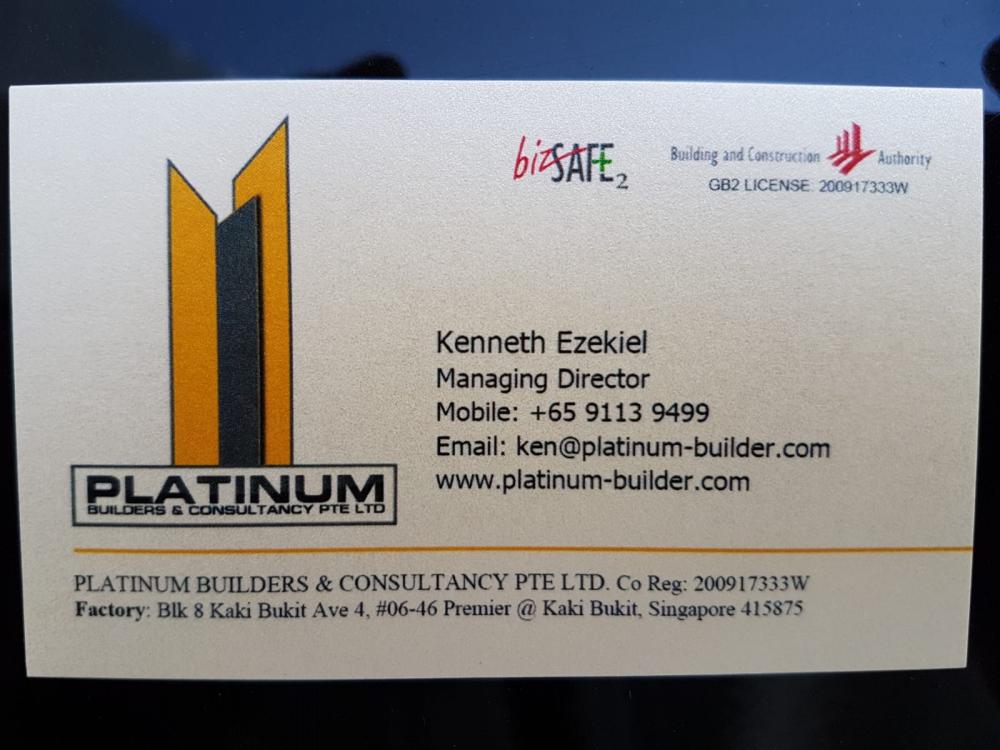 bizSAFE2
Building and Construction Authority
GB2 LICENSE: 200917333W
Kenneth Ezekiel
Managing Director
Mobile: +65 9113 9499
Email: ken@platinum-builder.com
www.platinum-builder.com
PLATINUM
BUILDERS & CONSULTANCY PTE LTD
PLATINUM BUILDERS & CONSULTANCY PTE LTD. Co Reg: 200917333W
Factory: Blk 8 Kaki Bukit Ave 4, #06-46 Premier @ Kaki Bukit, Singapore 415875